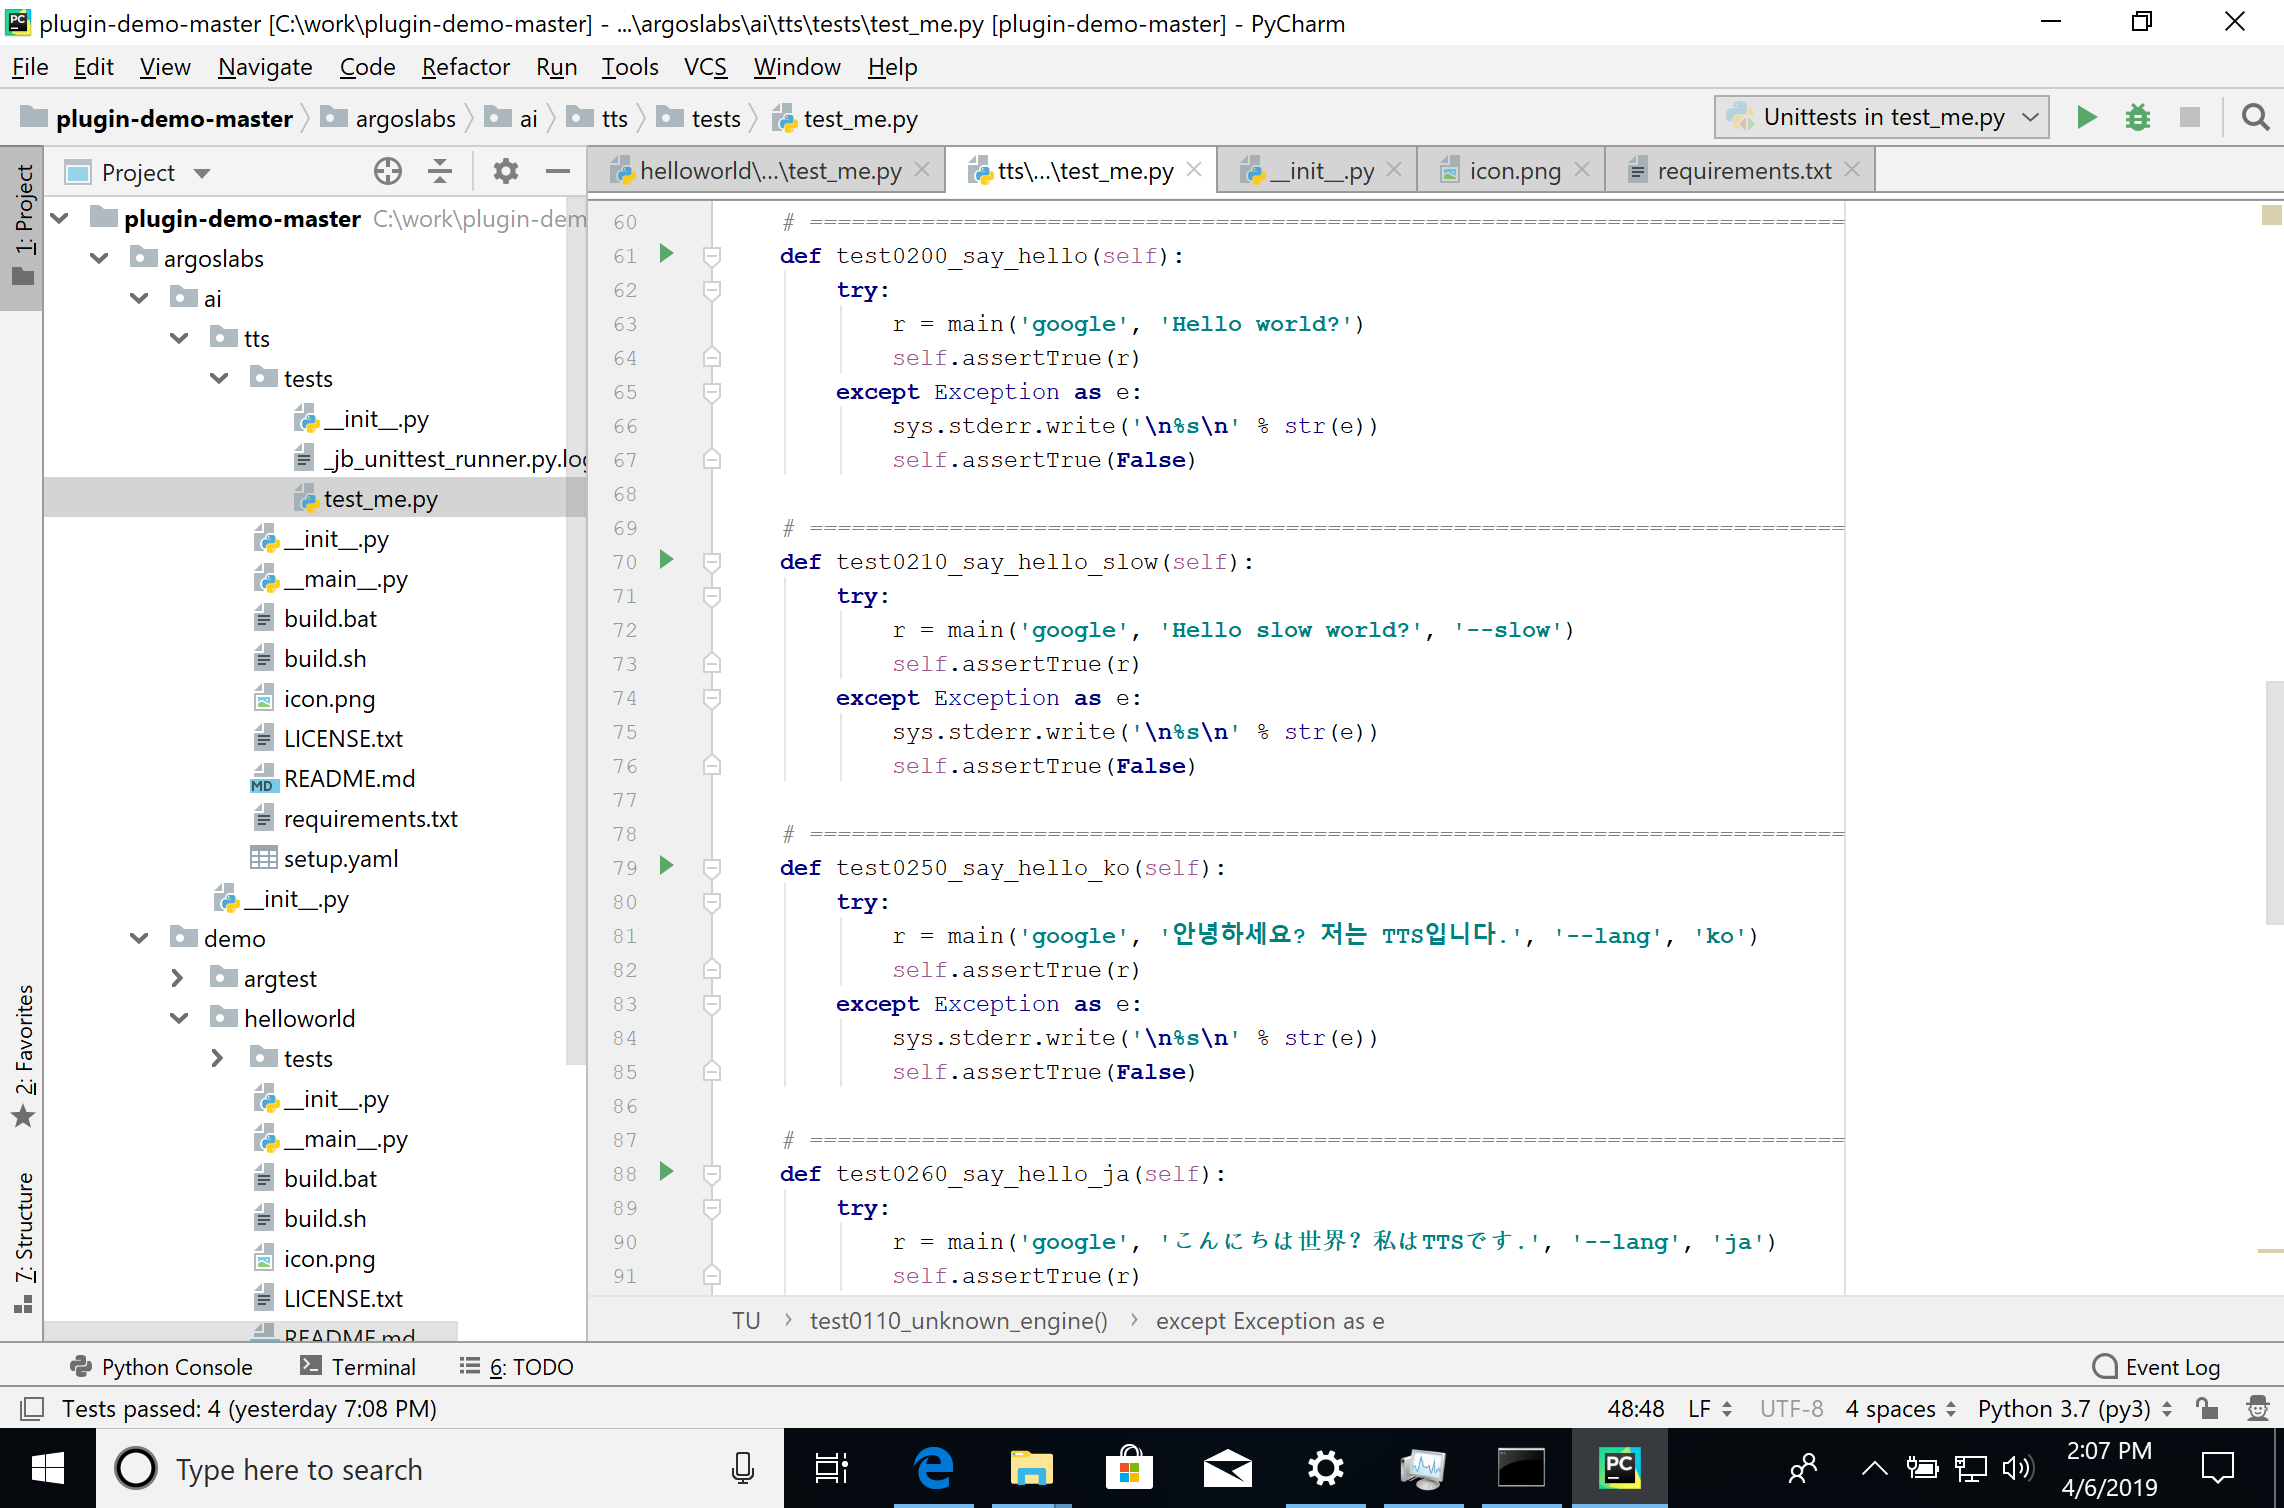 plugin-demo-master [C:\work\plugin-demo-master] - ...\argoslabs\ai\tts\tests\test_me.py [plugin-demo-master] - PyCharm
File Edit View Navigate Code Refactor Run Tools VCS Window Help
plugin-demo-master argoslabs ai tts tests test_me.py Unittests in test_me.py
Project
helloworld\...\test_me.py tts\...\test_me.py __init__.py icon.png requirements.txt
1: Project
2: Favorites
7: Structure
plugin-demo-master C:\work\plugin-dem
argoslabs
ai
tts
tests
__init__.py
_jb_unittest_runner.py.log
test_me.py
__init__.py
__main__.py
build.bat
build.sh
icon.png
LICENSE.txt
MD README.md
requirements.txt
setup.yaml
__init__.py
demo
argtest
helloworld
tests
__init__.py
__main__.py
build.bat
build.sh
icon.png
LICENSE.txt
README.md
60 # ==========================================================================
61 def test0200_say_hello(self):
62 try:
63 r = main('google', 'Hello world?')
64 self.assertTrue(r)
65 except Exception as e:
66 sys.stderr.write('\n%s\n' % str(e))
67 self.assertTrue(False)
68
69 # ==========================================================================
70 def test0210_say_hello_slow(self):
71 try:
72 r = main('google', 'Hello slow world?', '--slow')
73 self.assertTrue(r)
74 except Exception as e:
75 sys.stderr.write('\n%s\n' % str(e))
76 self.assertTrue(False)
77
78 # ==========================================================================
79 def test0250_say_hello_ko(self):
80 try:
81 r = main('google', '안녕하세요? 저는 TTS입니다.', '--lang', 'ko')
82 self.assertTrue(r)
83 except Exception as e:
84 sys.stderr.write('\n%s\n' % str(e))
85 self.assertTrue(False)
86
87 # ==========================================================================
88 def test0260_say_hello_ja(self):
89 try:
90 r = main('google', 'こんにちは世界? 私はTTSです.', '--lang', 'ja')
91 self.assertTrue(r)
TU › test0110_unknown_engine() › except Exception as e
Python Console Terminal 6: TODO Event Log
Tests passed: 4 (yesterday 7:08 PM) 48:48 LF UTF-8 4 spaces Python 3.7 (py3)
Type here to search
PC
2:07 PM
4/6/2019